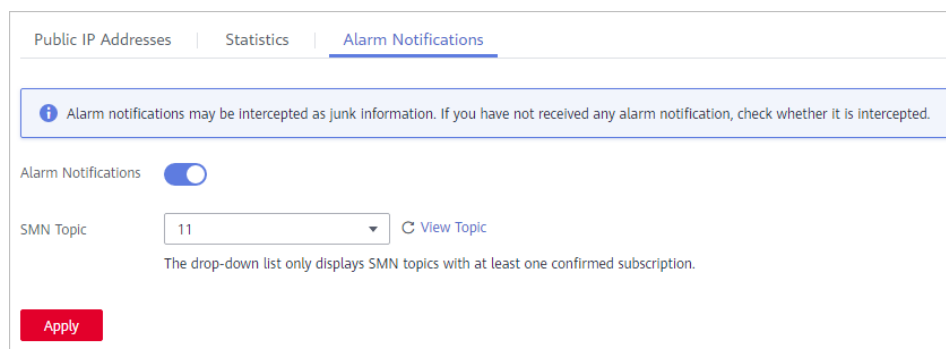 Public IP Addresses Statistics Alarm Notifications
Alarm notifications may be intercepted as junk information. If you have not received any alarm notification, check whether it is intercepted.
Alarm Notifications
SMN Topic 11 View Topic
The drop-down list only displays SMN topics with at least one confirmed subscription.
Apply